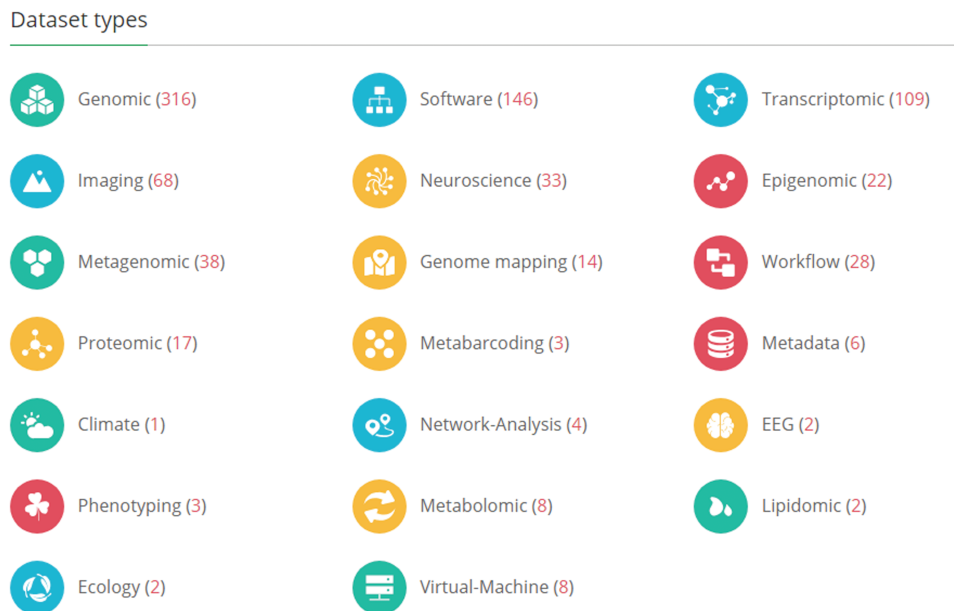 Dataset types
Genomic (316)
Software (146)
Transcriptomic (109)
Imaging (68)
Neuroscience (33)
Epigenomic (22)
Metagenomic (38)
Genome mapping (14)
Workflow (28)
Proteomic (17)
Metabarcoding (3)
Metadata (6)
Climate (1)
Network-Analysis (4)
EEG (2)
Phenotyping (3)
Metabolomic (8)
Lipidomic (2)
Ecology (2)
Virtual-Machine (8)